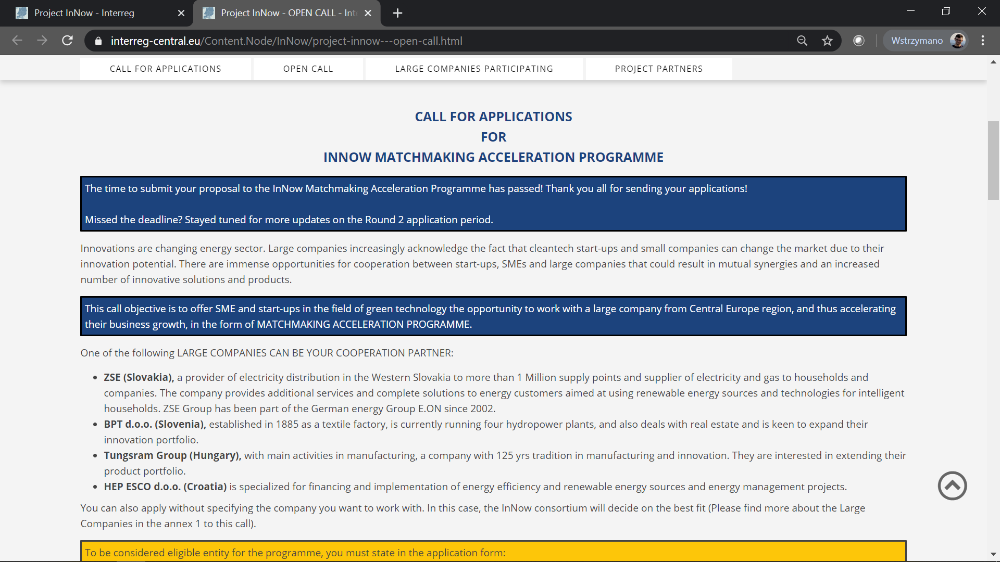 Project InNow - Interreg
Project InNow - OPEN CALL - Int
interreg-central.eu/Content.Node/InNow/project-innow---open-call.html
Wstrzymano
CALL FOR APPLICATIONS
OPEN CALL
LARGE COMPANIES PARTICIPATING
PROJECT PARTNERS
CALL FOR APPLICATIONS
FOR
INNOW MATCHMAKING ACCELERATION PROGRAMME
The time to submit your proposal to the InNow Matchmaking Acceleration Programme has passed! Thank you all for sending your applications!
Missed the deadline? Stayed tuned for more updates on the Round 2 application period.
Innovations are changing energy sector. Large companies increasingly acknowledge the fact that cleantech start-ups and small companies can change the market due to their
innovation potential. There are immense opportunities for cooperation between start-ups, SMEs and large companies that could result in mutual synergies and an increased
number of innovative solutions and products.
This call objective is to offer SME and start-ups in the field of green technology the opportunity to work with a large company from Central Europe region, and thus accelerating
their business growth, in the form of MATCHMAKING ACCELERATION PROGRAMME.
One of the following LARGE COMPANIES CAN BE YOUR COOPERATION PARTNER:
• ZSE (Slovakia), a provider of electricity distribution in the Western Slovakia to more than 1 Million supply points and supplier of electricity and gas to households and
companies. The company provides additional services and complete solutions to energy customers aimed at using renewable energy sources and technologies for intelligent
households. ZSE Group has been part of the German energy Group E.ON since 2002.
• BPT d.o.o. (Slovenia), established in 1885 as a textile factory, is currently running four hydropower plants, and also deals with real estate and is keen to expand their
innovation portfolio.
• Tungsram Group (Hungary), with main activities in manufacturing, a company with 125 yrs tradition in manufacturing and innovation. They are interested in extending their
product portfolio.
• HEP ESCO d.o.o. (Croatia) is specialized for financing and implementation of energy efficiency and renewable energy sources and energy management projects.
You can also apply without specifying the company you want to work with. In this case, the InNow consortium will decide on the best fit (Please find more about the Large
Companies in the annex 1 to this call).
To be considered eligible entity for the programme, you must state in the application form: